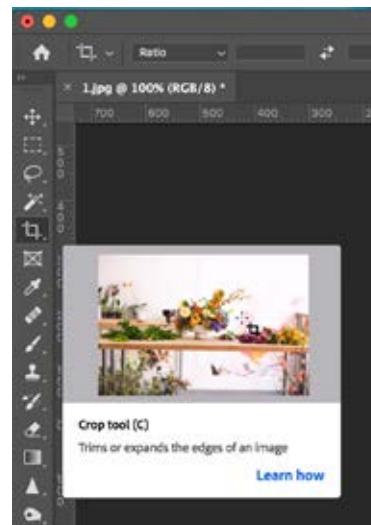 Ratio
1.jpg @ 100% (RGB/8) *
700 600 500 400 300
Crop tool (C)
Trims or expands the edges of an image
Learn how